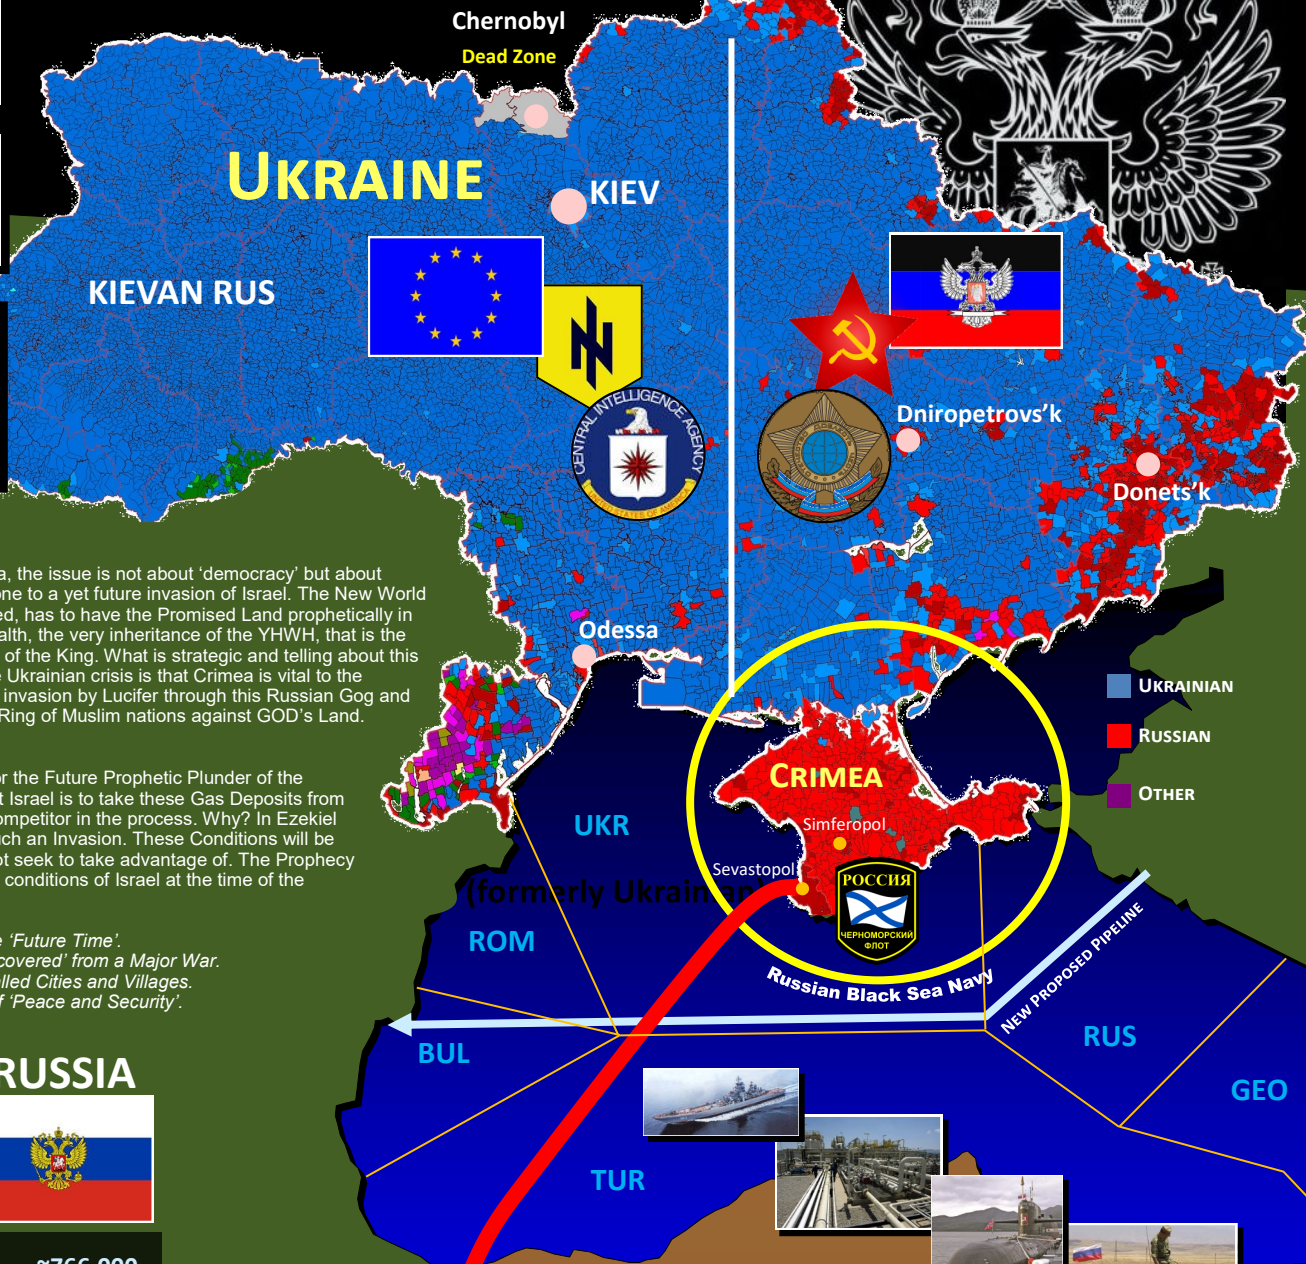 Chernobyl
Dead Zone
UKRAINE
KIEV
KIEVAN RUS
CENTRAL INTELLIGENCE AGENCY
UNITED STATES OF AMERICA
Dniropetrovs'k
Donets'k
a, the issue is not about ‘democracy’ but about
one to a yet future invasion of Israel. The New World
ed, has to have the Promised Land prophetically in
alth, the very inheritance of the YHWH, that is the
of the King. What is strategic and telling about this
e Ukrainian crisis is that Crimea is vital to the
invasion by Lucifer through this Russian Gog and
Ring of Muslim nations against GOD’s Land.
or the Future Prophetic Plunder of the
t Israel is to take these Gas Deposits from
ompetitor in the process. Why? In Ezekiel
uch an Invasion. These Conditions will be
ot seek to take advantage of. The Prophecy
conditions of Israel at the time of the
e ‘Future Time’.
covered’ from a Major War.
lled Cities and Villages.
f ‘Peace and Security’.
Odessa
UKRAINIAN
RUSSIAN
OTHER
CRIMEA
Simferopol
Sevastopol
UKR
(formerly Ukrainian)
РОССИЯ
ЧЕРНОМОРСКИЙ
ФЛОТ
Russian Black Sea Navy
NEW PROPOSED PIPELINE
ROM
BUL
RUS
GEO
TUR
RUSSIA
≈766,000